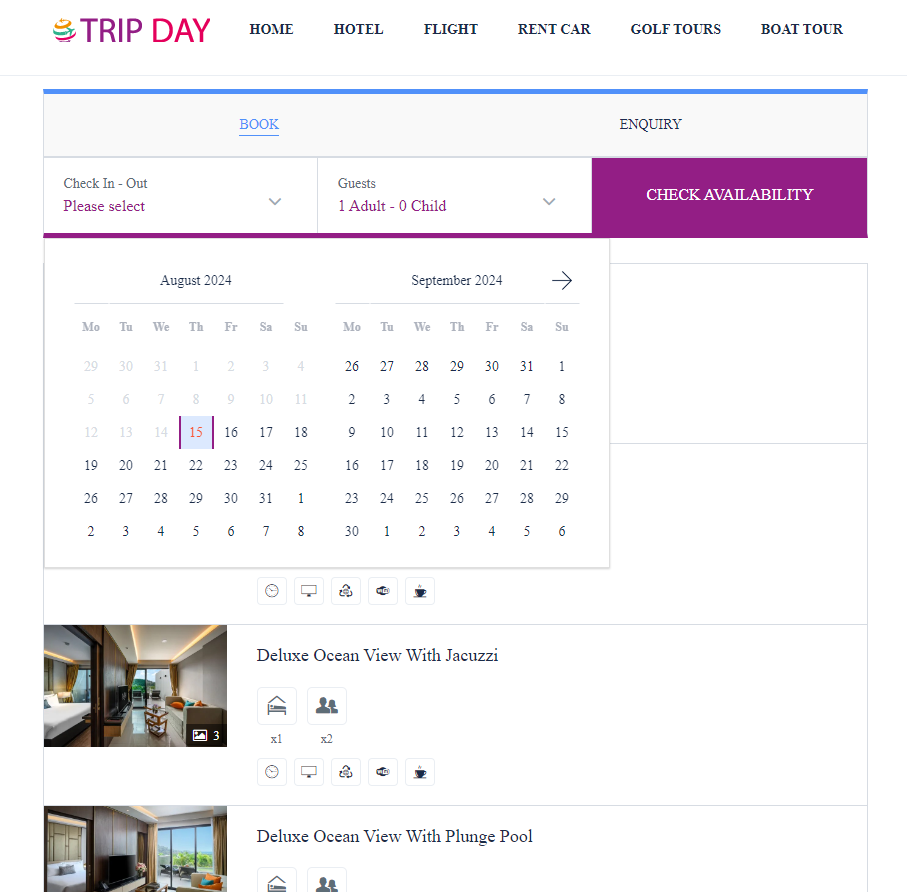 TRIP DAY HOME HOTEL FLIGHT RENT CAR GOLF TOURS BOAT TOUR
BOOK ENQUIRY
Check In - Out
Please select
Guests
1 Adult - 0 Child
CHECK AVAILABILITY
August 2024
Mo Tu We Th Fr Sa Su
29 30 31 1 2 3 4
5 6 7 8 9 10 11
12 13 14 15 16 17 18
19 20 21 22 23 24 25
26 27 28 29 30 31 1
2 3 4 5 6 7 8
September 2024
Mo Tu We Th Fr Sa Su
26 27 28 29 30 31 1
2 3 4 5 6 7 8
9 10 11 12 13 14 15
16 17 18 19 20 21 22
23 24 25 26 27 28 29
30 1 2 3 4 5 6
3
Deluxe Ocean View With Jacuzzi
x1 x2
Deluxe Ocean View With Plunge Pool